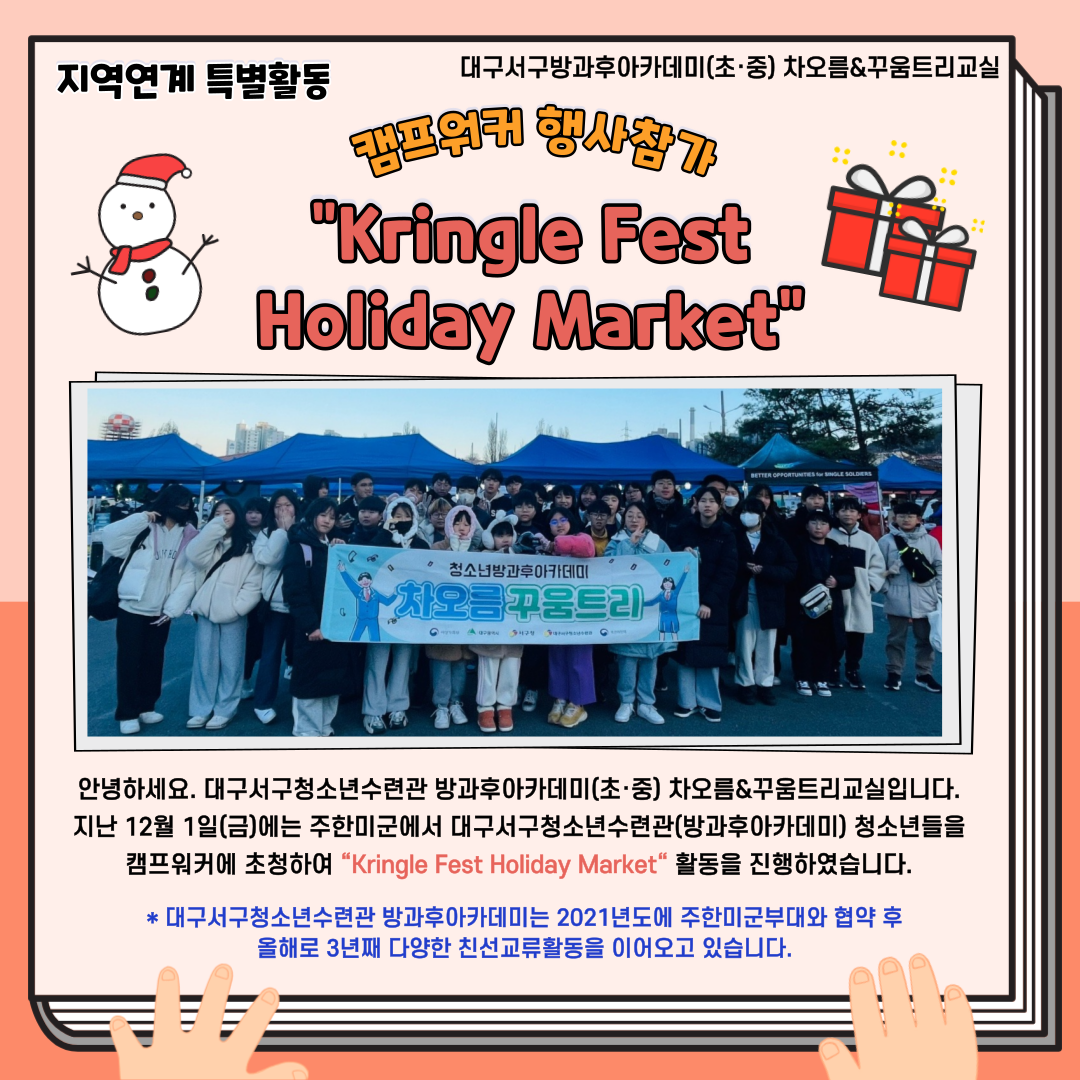 지역연계 특별활동
대구서구방과후아카데미(초·중) 차오름&꾸움트리교실
캠프워커 행사참가
"Kringle Fest
Holiday Market"
BETTER OPPORTUNITIES for SINGLE SOLDIERS
청소년방과후아카데미
차오름꾸움트리
안녕하세요. 대구서구청소년수련관 방과후아카데미(초·중) 차오름&꾸움트리교실입니다.
지난 12월 1일(금)에는 주한미군에서 대구서구청소년수련관(방과후아카데미) 청소년들을
캠프워커에 초청하여 “Kringle Fest Holiday Market“ 활동을 진행하였습니다.
* 대구서구청소년수련관 방과후아카데미는 2021년도에 주한미군부대와 협약 후
올해로 3년째 다양한 친선교류활동을 이어오고 있습니다.